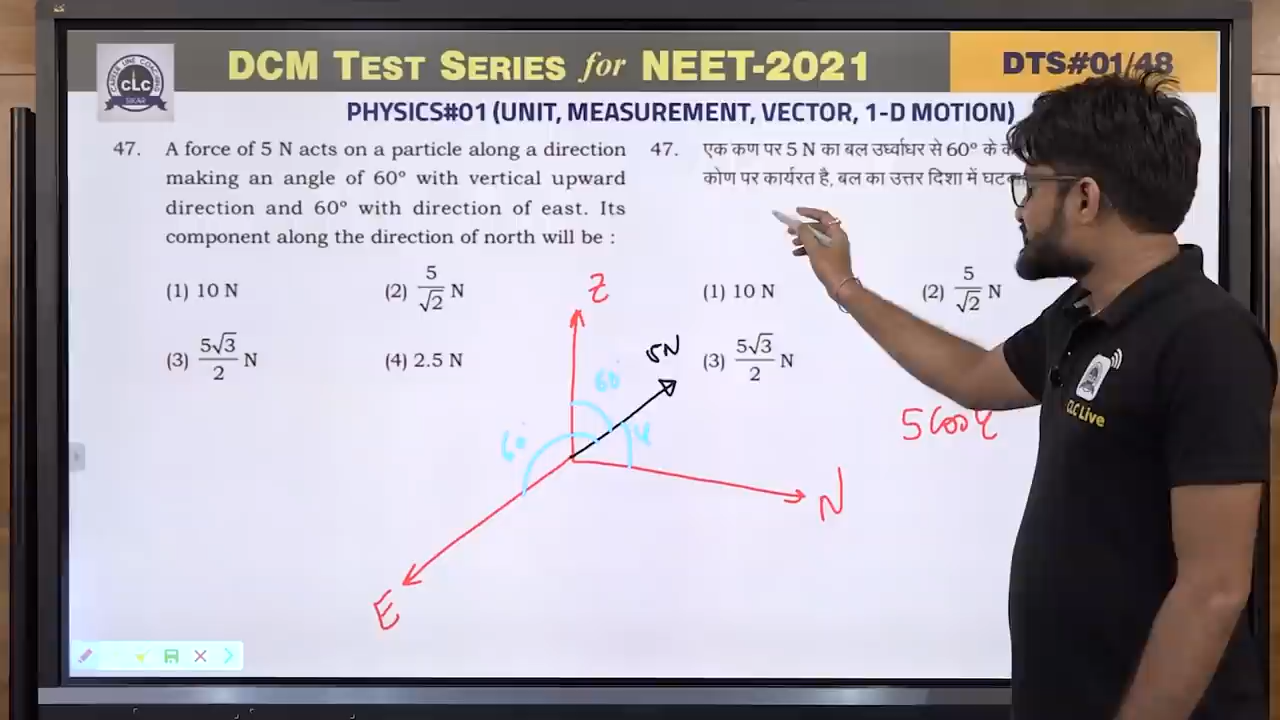 DCM TEST SERIES for NEET-2021
DTS#01/48
CAREER LINE COACHING
CLC
SIKAR
PHYSICS#01 (UNIT, MEASUREMENT, VECTOR, 1-D MOTION)
47. A force of 5 N acts on a particle along a direction
making an angle of 60° with vertical upward
direction and 60° with direction of east. Its
component along the direction of north will be :
(1) 10 N (2) 5/√2 N
(3) 5√3/2 N (4) 2.5 N
47. एक कण पर 5 N का बल उर्ध्वाधर से 60° के
कोण पर कार्यरत है, बल का उत्तर दिशा में
(1) 10 N (2) 5/√2 N
(3) 5√3/2 N
Z
5N
60
60
N
E
5 cos
CLC Live